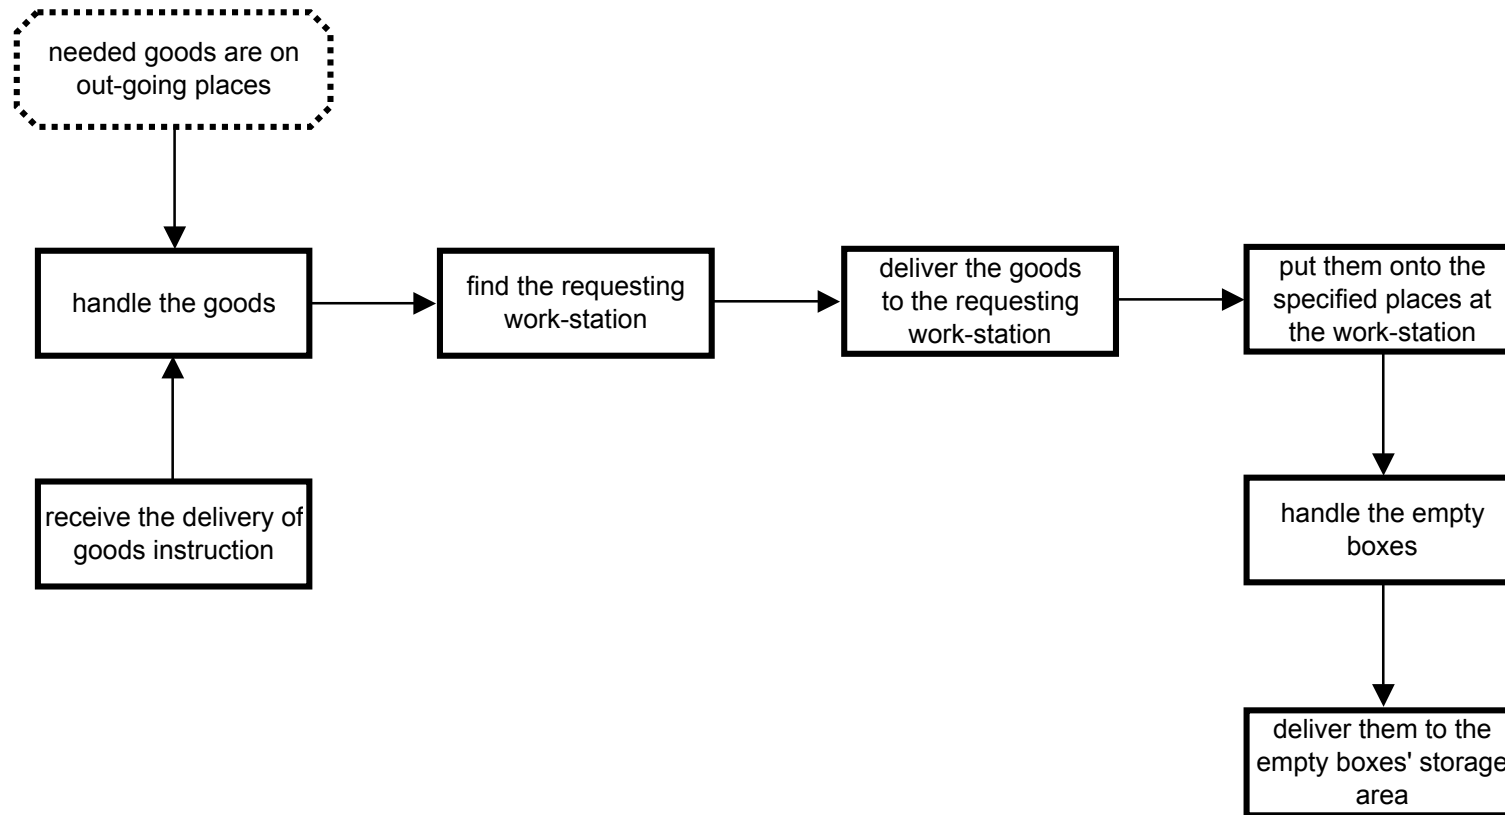 needed goods are on
out-going places
handle the goods
find the requesting
work-station
deliver the goods
to the requesting
work-station
put them onto the
specified places at
the work-station
receive the delivery of
goods instruction
handle the empty
boxes
deliver them to the
empty boxes' storage
area